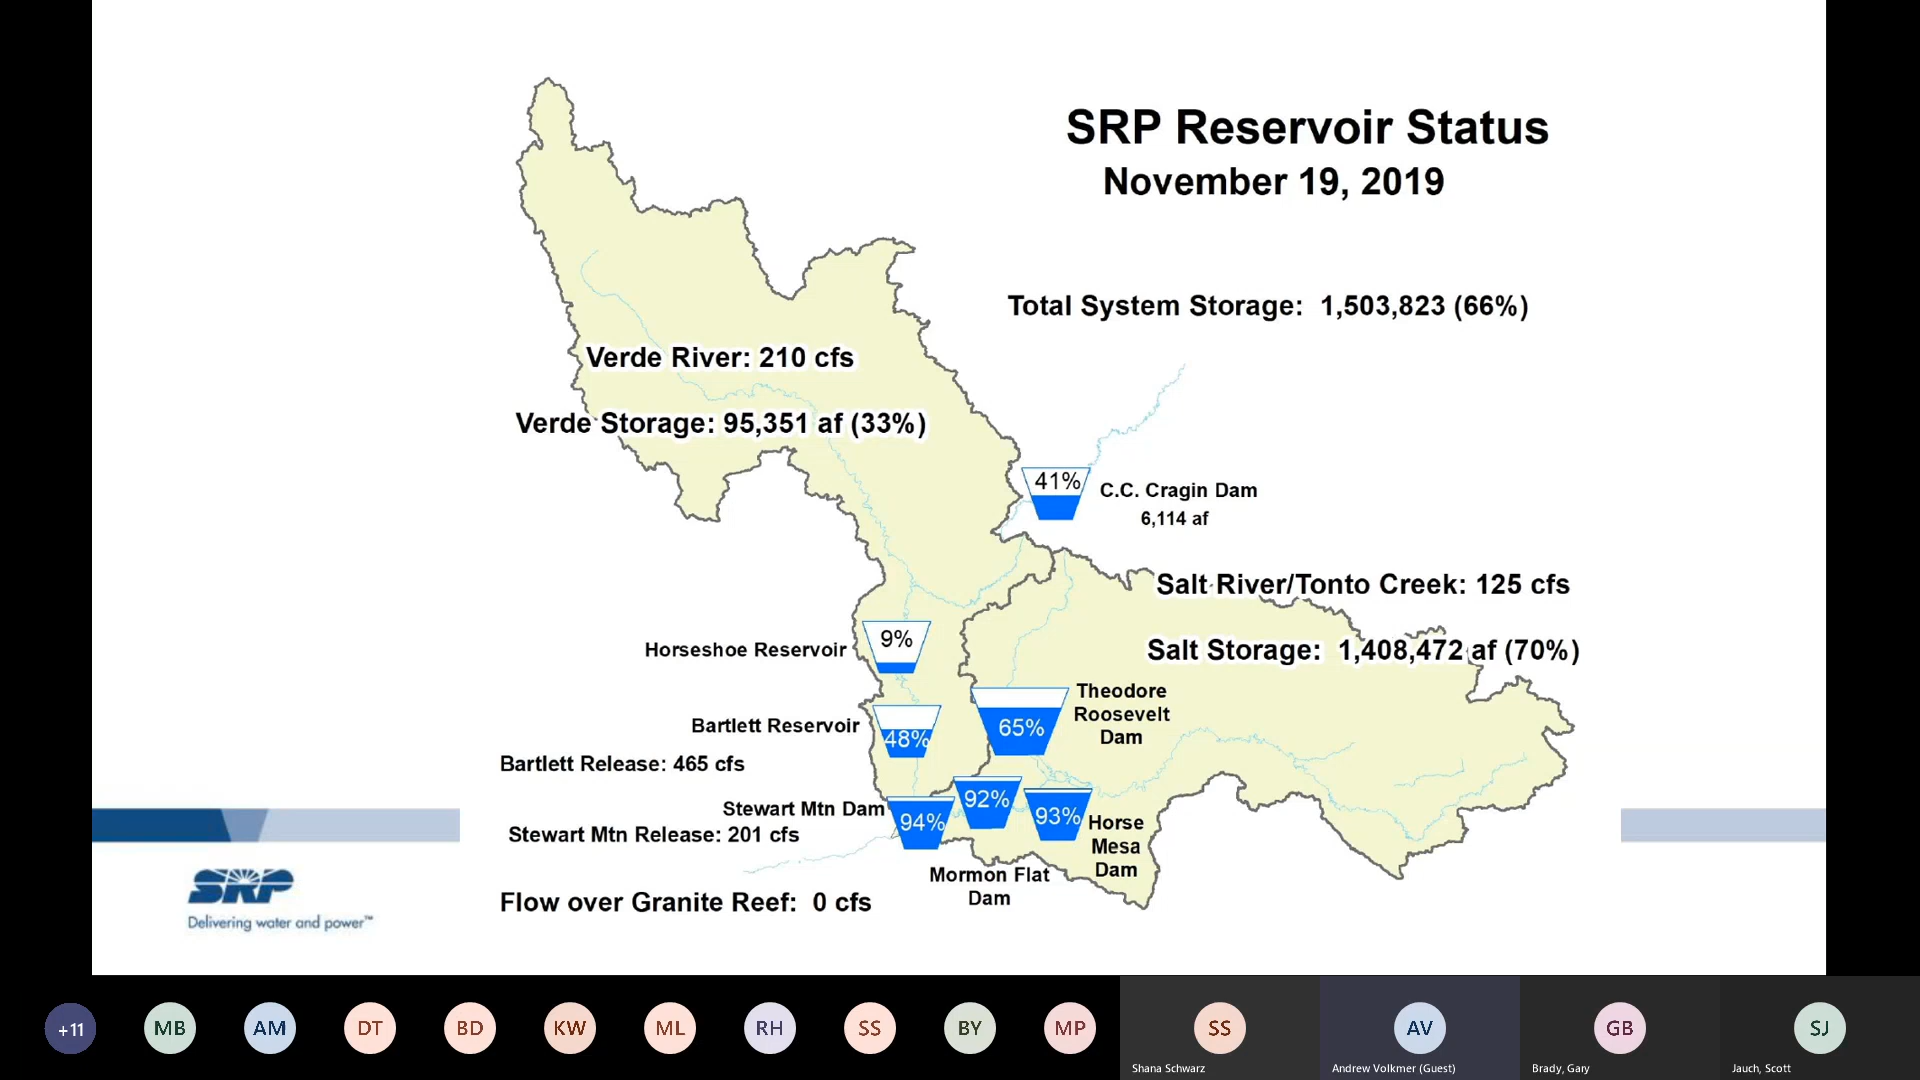 SRP Reservoir Status
November 19, 2019
Total System Storage: 1,503,823 (66%)
Verde River: 210 cfs
Verde Storage: 95,351 af (33%)
41%
C.C. Cragin Dam
6,114 af
Salt River/Tonto Creek: 125 cfs
Salt Storage: 1,408,472 af (70%)
9%
Horseshoe Reservoir
Theodore
Roosevelt
Dam
65%
Bartlett Reservoir
48%
Bartlett Release: 465 cfs
Stewart Mtn Dam
94%
92%
93%
Stewart Mtn Release: 201 cfs
Horse
Mesa
Dam
Mormon Flat
Dam
Flow over Granite Reef: 0 cfs
SRP
Delivering water and power™
+11
MB
AM
DT
BD
KW
ML
RH
SS
BY
MP
SS
Shana Schwarz
AV
Andrew Volkmer (Guest)
GB
Brady, Gary
SJ
Jauch, Scott